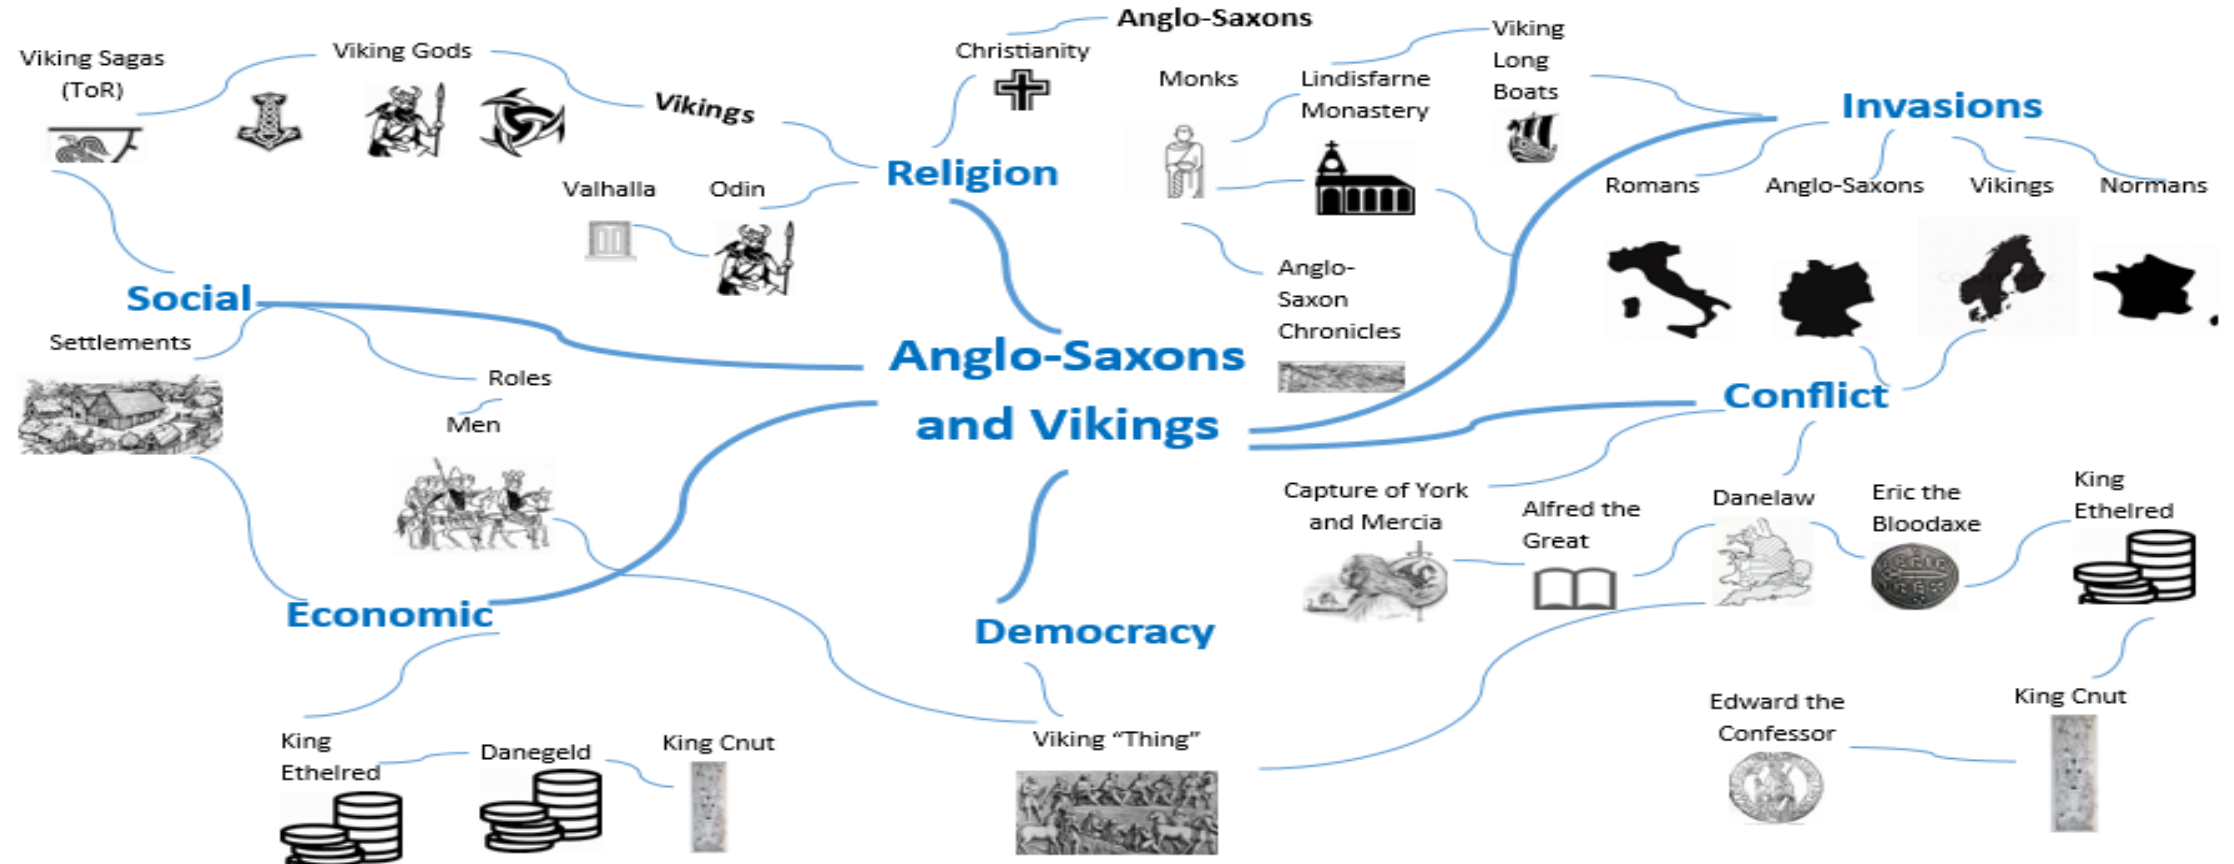 Anglo-Saxons
Viking Sagas
(ToR)
Viking Gods
Vikings
Christianity
Monks
Lindisfarne
Monastery
Viking
Long
Boats
Invasions
Religion
Valhalla
Odin
Romans
Anglo-Saxons
Vikings
Normans
Anglo-
Saxon
Chronicles
Social
Settlements
Roles
Men
Anglo-Saxons
and Vikings
Conflict
Capture of York
and Mercia
Alfred the
Great
Danelaw
Eric the
Bloodaxe
King
Ethelred
Economic
Democracy
King
Ethelred
Danegeld
King Cnut
Viking “Thing”
Edward the
Confessor
King Cnut